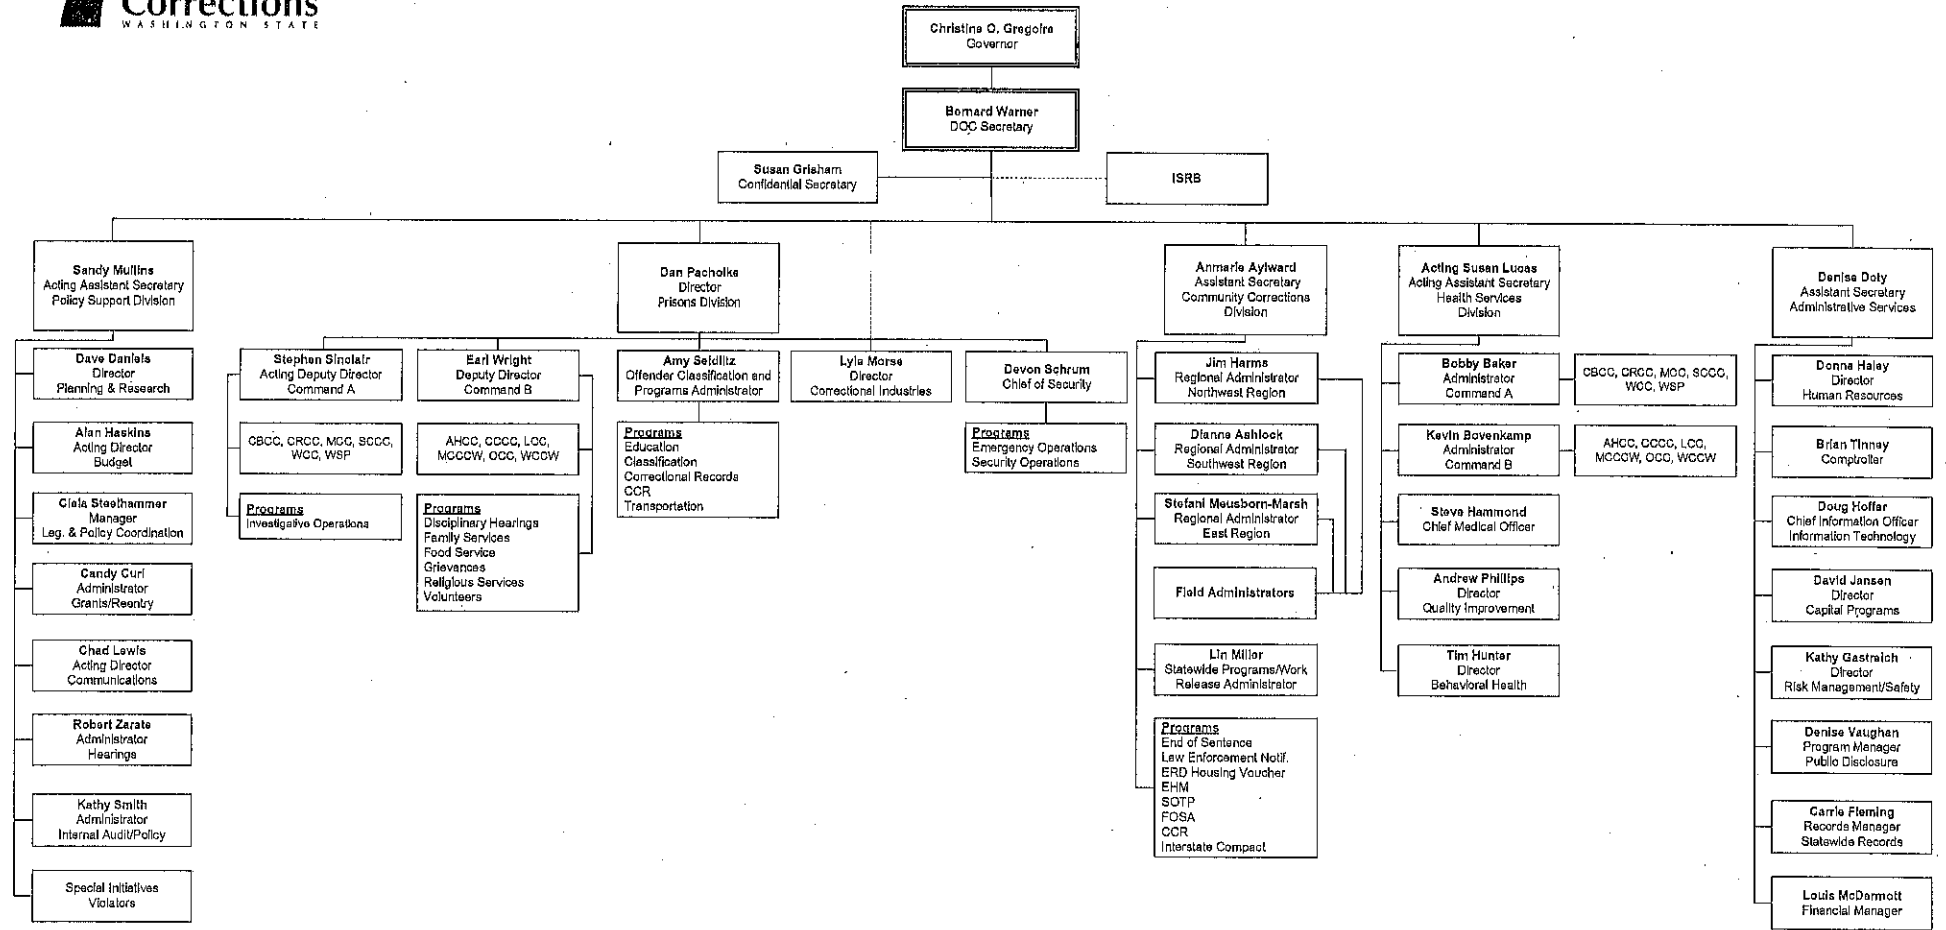 Corrections
WASHINGTON STATE
Christine O. Gregoire
Governor
Bernard Warner
DOC Secretary
Susan Grisham
Confidential Secretary
ISRB
Sandy Mullins
Acting Assistant Secretary
Policy Support Division
Dan Pacholke
Director
Prisons Division
Anmarie Aylward
Assistant Secretary
Community Corrections
Division
Acting Susan Lucas
Acting Assistant Secretary
Health Services
Division
Denise Doty
Assistant Secretary
Administrative Services
Dave Daniels
Director
Planning & Research
Alan Haskins
Acting Director
Budget
Clela Steelhammer
Manager
Leg. & Policy Coordination
Candy Curl
Administrator
Grants/Reentry
Chad Lewis
Acting Director
Communications
Robert Zarate
Administrator
Hearings
Kathy Smith
Administrator
Internal Audit/Policy
Special Initiatives
Violators
Stephen Sinclair
Acting Deputy Director
Command A
CBCC, CRCC, MCC, SCCC,
WCC, WSP
Programs
Investigative Operations
Earl Wright
Deputy Director
Command B
AHCC, CCCC, LCC,
MCCCW, OCC, WCCW
Programs
Disciplinary Hearings
Family Services
Food Service
Grievances
Religious Services
Volunteers
Amy Seidlitz
Offender Classification and
Programs Administrator
Programs
Education
Classification
Correctional Records
CCR
Transportation
Lyle Morse
Director
Correctional Industries
Devon Schrum
Chief of Security
Programs
Emergency Operations
Security Operations
Jim Harms
Regional Administrator
Northwest Region
Dianne Ashlock
Regional Administrator
Southwest Region
Stefani Meusborn-Marsh
Regional Administrator
East Region
Field Administrators
Lin Miller
Statewide Programs/Work
Release Administrator
Programs
End of Sentence
Law Enforcement Notif.
ERD Housing Voucher
EHM
SOTP
FOSA
CCR
Interstate Compact
Bobby Baker
Administrator
Command A
CBCC, CRCC, MCC, SCCC,
WCC, WSP
Kevin Bovenkamp
Administrator
Command B
AHCC, CCCC, LCC,
MCCCW, OCC, WCCW
Steve Hammond
Chief Medical Officer
Andrew Phillips
Director
Quality Improvement
Tim Hunter
Director
Behavioral Health
Donna Haley
Director
Human Resources
Brian Tinney
Comptroller
Doug Hoffer
Chief Information Officer
Information Technology
David Jansen
Director
Capital Programs
Kathy Gastreich
Director
Risk Management/Safety
Denise Vaughan
Program Manager
Public Disclosure
Carrie Fleming
Records Manager
Statewide Records
Louis McDermott
Financial Manager